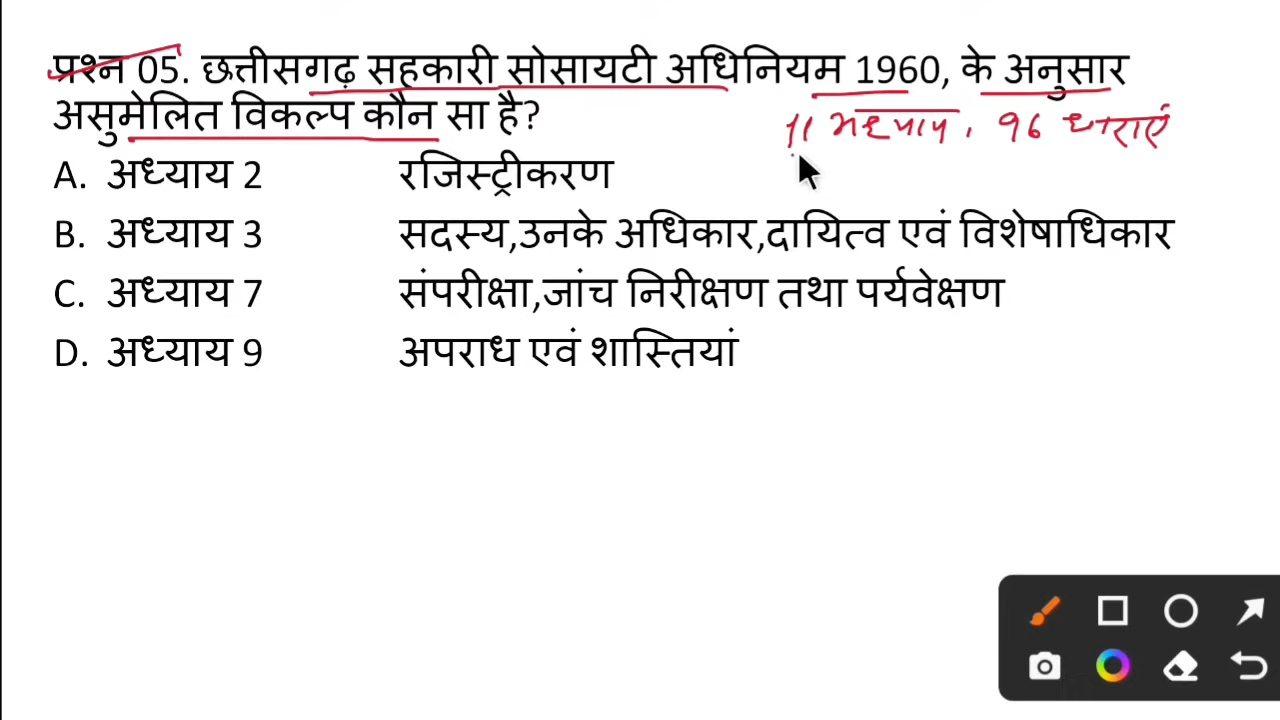 प्रश्न 05. छत्तीसगढ़ सहकारी सोसायटी अधिनियम 1960, के अनुसार
असुमेलित विकल्प कौन सा है?
11 अध्याय, 96 धाराएं
A. अध्याय 2 रजिस्ट्रीकरण
B. अध्याय 3 सदस्य,उनके अधिकार,दायित्व एवं विशेषाधिकार
C. अध्याय 7 संपरीक्षा,जांच निरीक्षण तथा पर्यवेक्षण
D. अध्याय 9 अपराध एवं शास्तियां